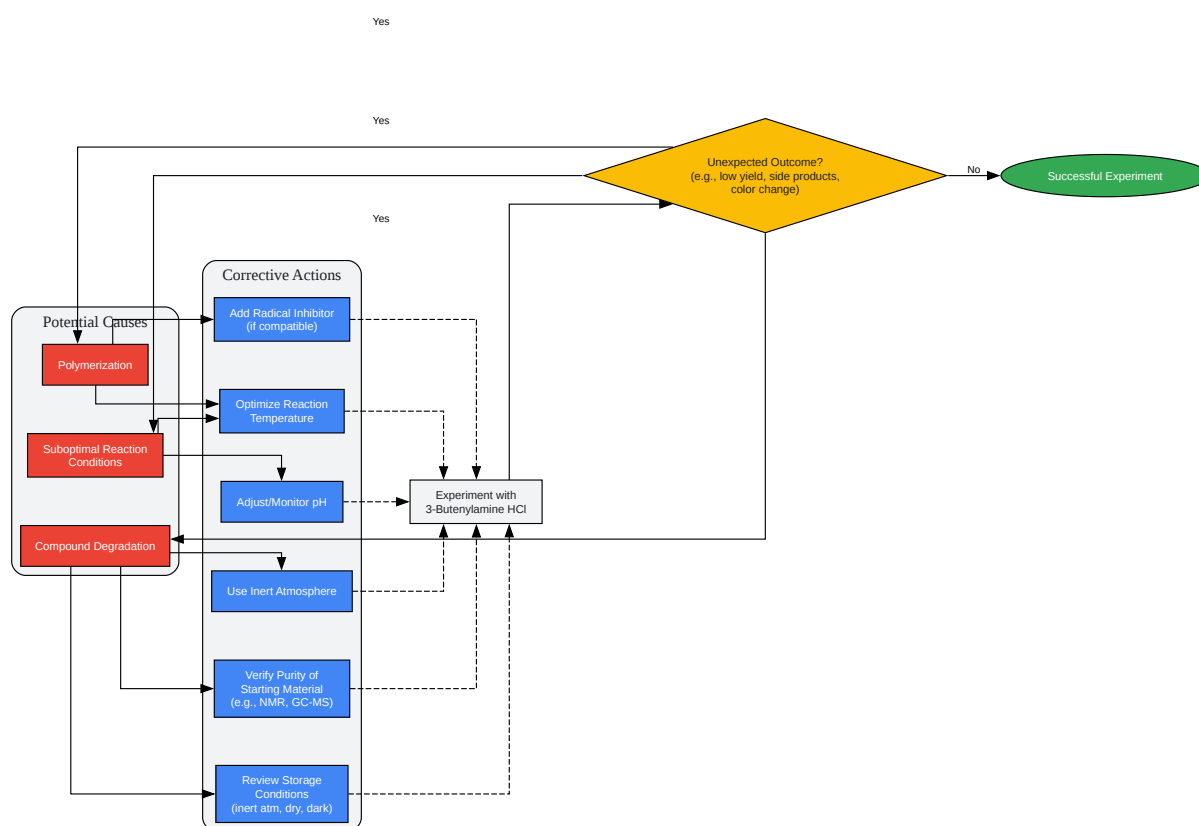 Yes
Yes
Unexpected Outcome?
(e.g., low yield, side products,
color change)
No
Successful Experiment
Yes
Corrective Actions
Add Radical Inhibitor
(if compatible)
Potential Causes
Polymerization
Optimize Reaction
Temperature
Suboptimal Reaction
Conditions
Adjust/Monitor pH
Experiment with
3-Butenylamine HCl
Compound Degradation
Use Inert Atmosphere
Verify Purity of
Starting Material
(e.g., NMR, GC-MS)
Review Storage
Conditions
(inert atm, dry, dark)